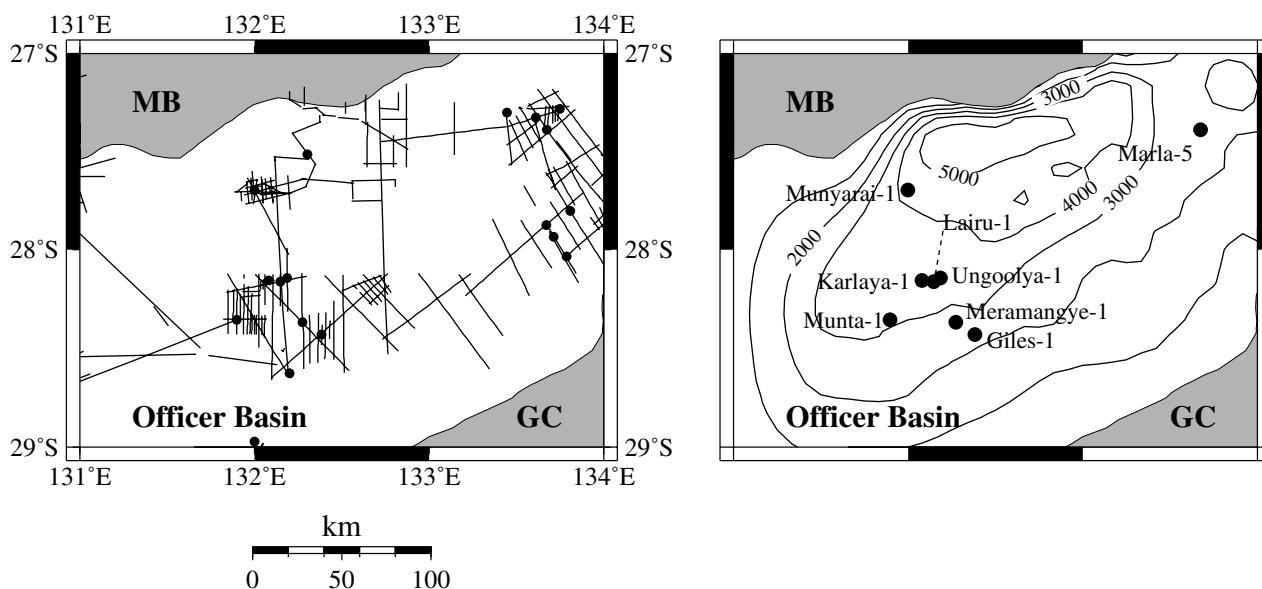 131˚E 132˚E 133˚E 134˚E
27˚S
28˚S
29˚S
MB
Officer Basin
GC
27˚S
28˚S
29˚S
131˚E 132˚E 133˚E 134˚E
km
0 50 100
MB
3000
Marla-5
5000
4000
3000
Munyarai-1
2000
Lairu-1
Karlaya-1
Ungoolya-1
Munta-1
Meramangye-1
Giles-1
Officer Basin
GC